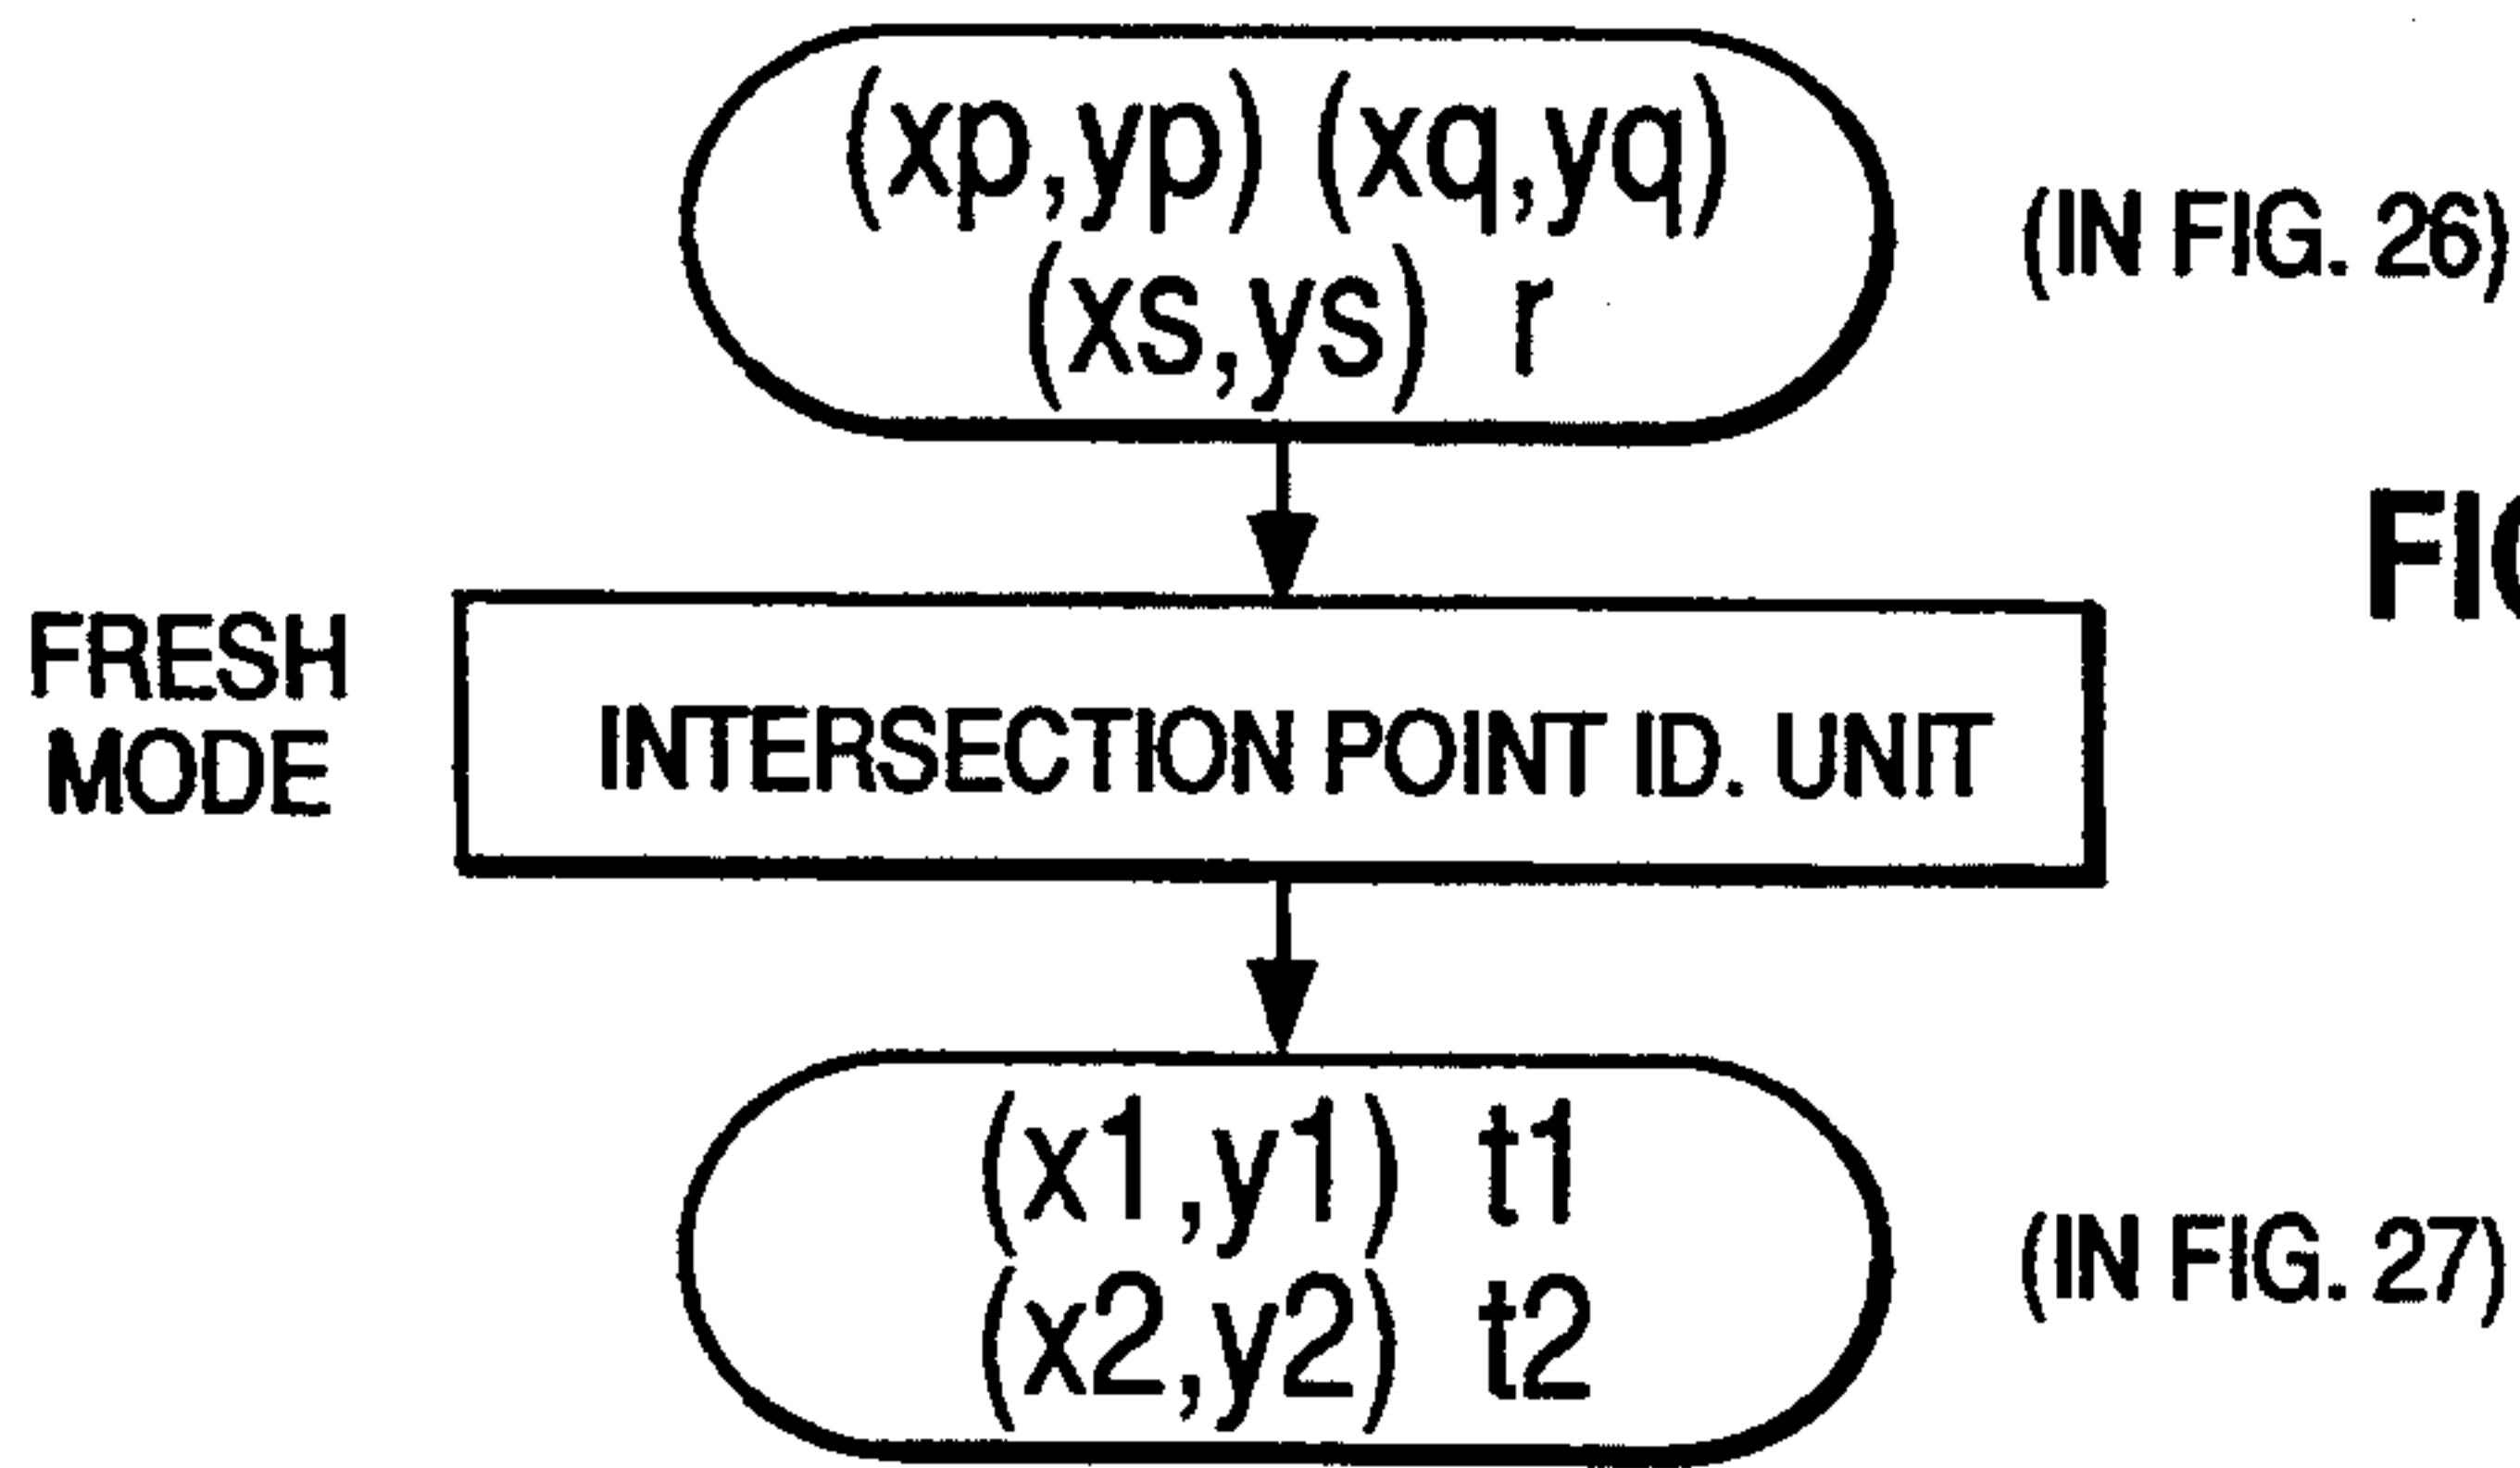 (xp,yp) (xq,yq)
(xs,ys) r
(IN FIG. 26)
FRESH
MODE
INTERSECTION POINT ID. UNIT
(x1,y1) t1
(x2,y2) t2
(IN FIG. 27)